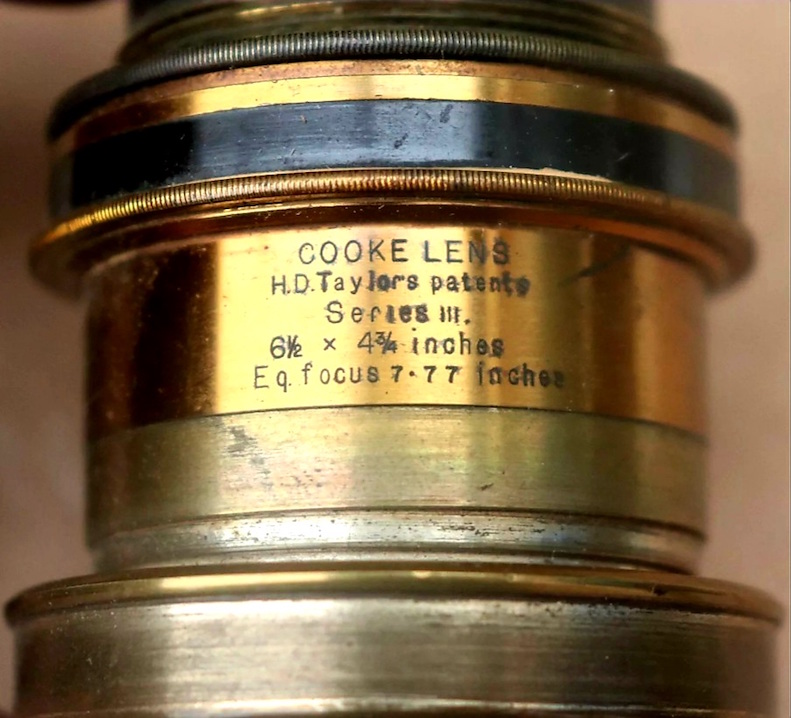 COOKE LENS
H.D.Taylors patents
Series III.
6½ × 4¾ inches
Eq. focus 7·77 inches